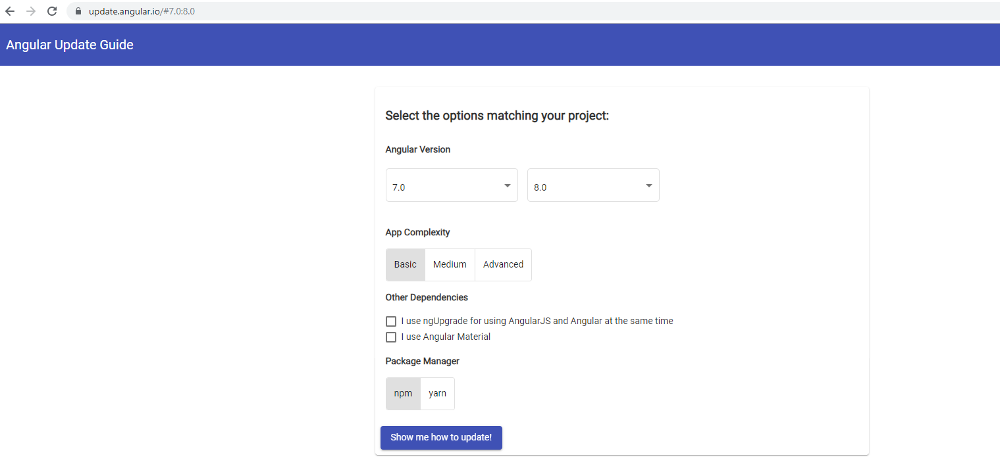 update.angular.io/#7.0:8.0
Angular Update Guide
Select the options matching your project:
Angular Version
7.0 8.0
App Complexity
Basic Medium Advanced
Other Dependencies
I use ngUpgrade for using AngularJS and Angular at the same time
I use Angular Material
Package Manager
npm yarn
Show me how to update!